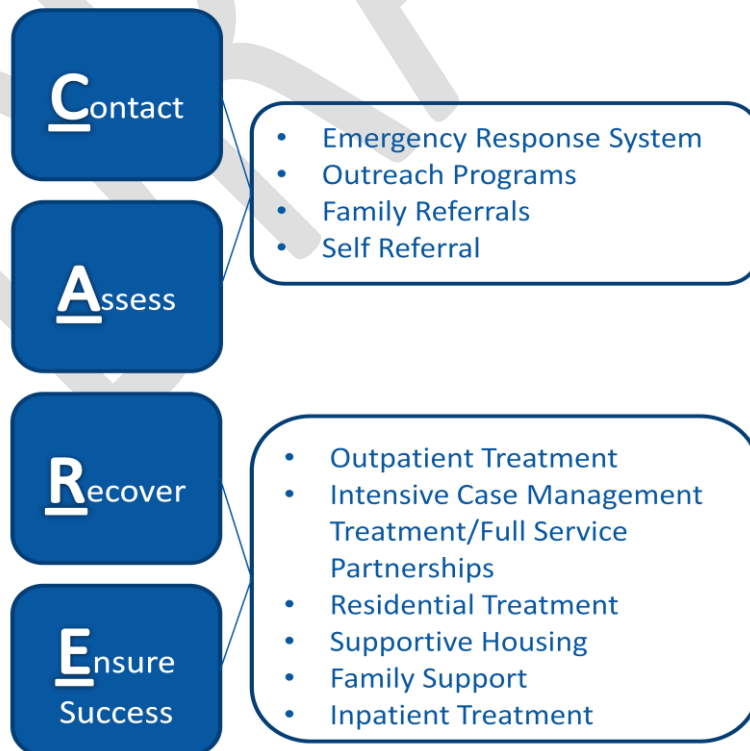 Contact
• Emergency Response System
• Outreach Programs
• Family Referrals
• Self Referral
Assess
Recover
• Outpatient Treatment
• Intensive Case Management
Treatment/Full Service
Partnerships
• Residential Treatment
• Supportive Housing
• Family Support
• Inpatient Treatment
Ensure
Success